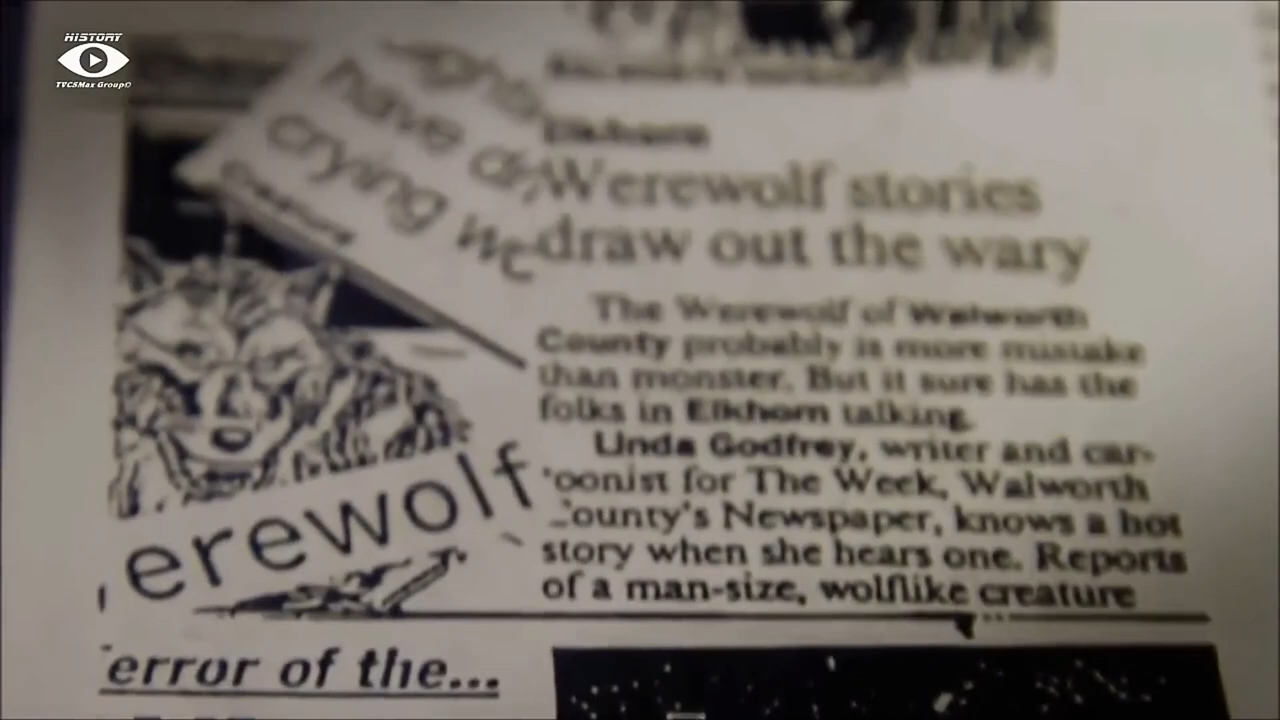 HISTORY
TVCSMax Group©
have
crying we
Creature
Elkhorn
Werewolf stories
draw out the wary
The Werewolf of Walworth
County probably is more mistake
than monster. But it sure has the
folks in Elkhorn talking.
Linda Godfrey, writer and car-
oonist for The Week, Walworth
County's Newspaper, knows a hot
story when she hears one. Reports
of a man-size, wolflike creature
erewolf
error of the...